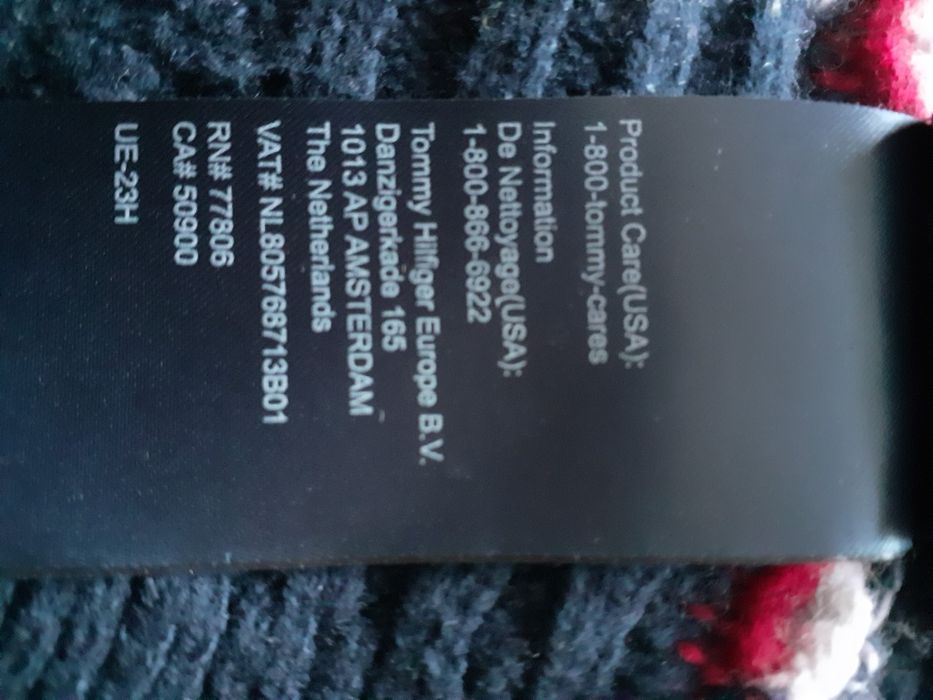 Product Care(USA):
1-800-tommy-cares
Information
De Nettoyage(USA):
1-800-866-6922
Tommy Hilfiger Europe B.V.
Danzigerkade 165
1013 AP AMSTERDAM
The Netherlands
VAT# NL805768713B01
RN# 77806
CA# 50900
UE-23H